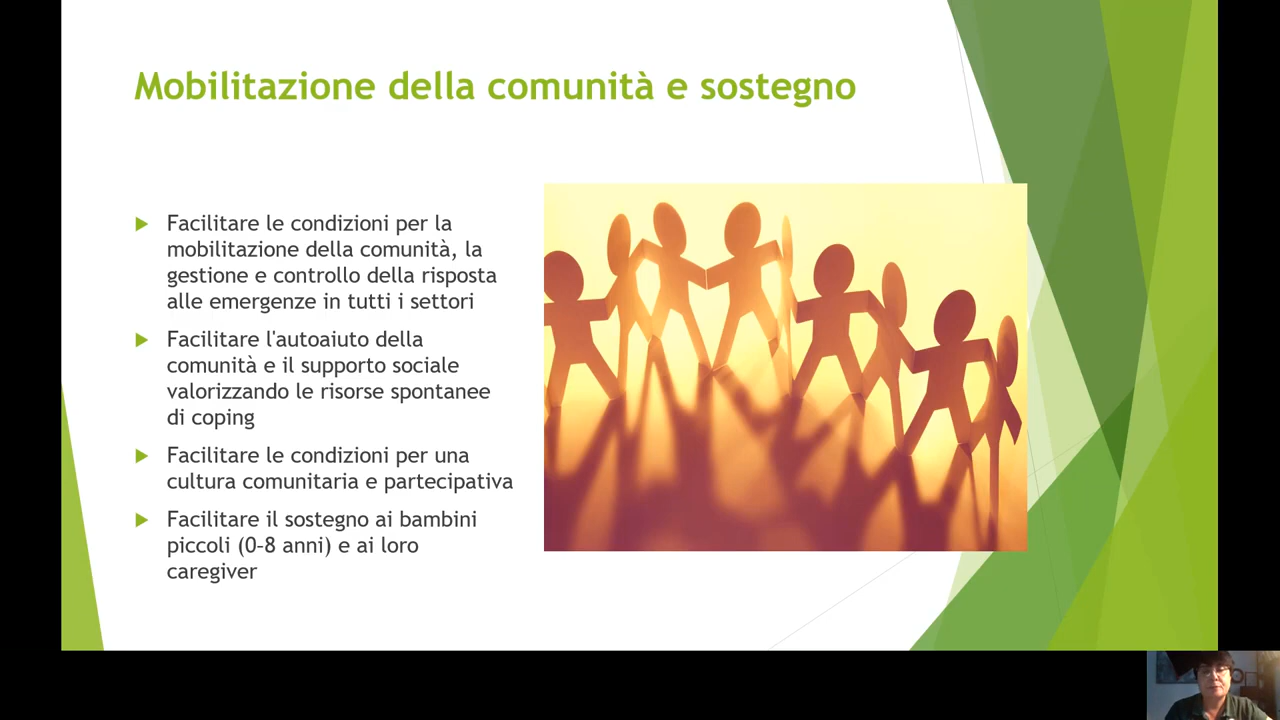 Mobilitazione della comunità e sostegno
Facilitare le condizioni per la
mobilitazione della comunità, la
gestione e controllo della risposta
alle emergenze in tutti i settori
Facilitare l'autoaiuto della
comunità e il supporto sociale
valorizzando le risorse spontanee
di coping
Facilitare le condizioni per una
cultura comunitaria e partecipativa
Facilitare il sostegno ai bambini
piccoli (0-8 anni) e ai loro
caregiver